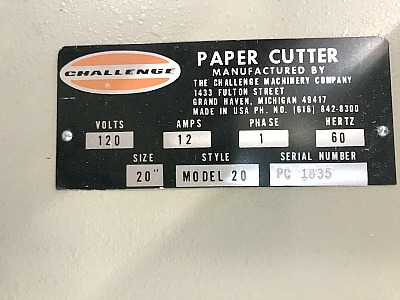 CHALLENGE
PAPER CUTTER
MANUFACTURED BY
THE CHALLENGE MACHINERY COMPANY
1433 FULTON STREET
GRAND HAVEN, MICHIGAN 49417
MADE IN USA PH. NO. (616) 842-8300
VOLTS AMPS PHASE HERTZ
120 12 1 60
SIZE STYLE SERIAL NUMBER
20" MODEL 20 PC 1835